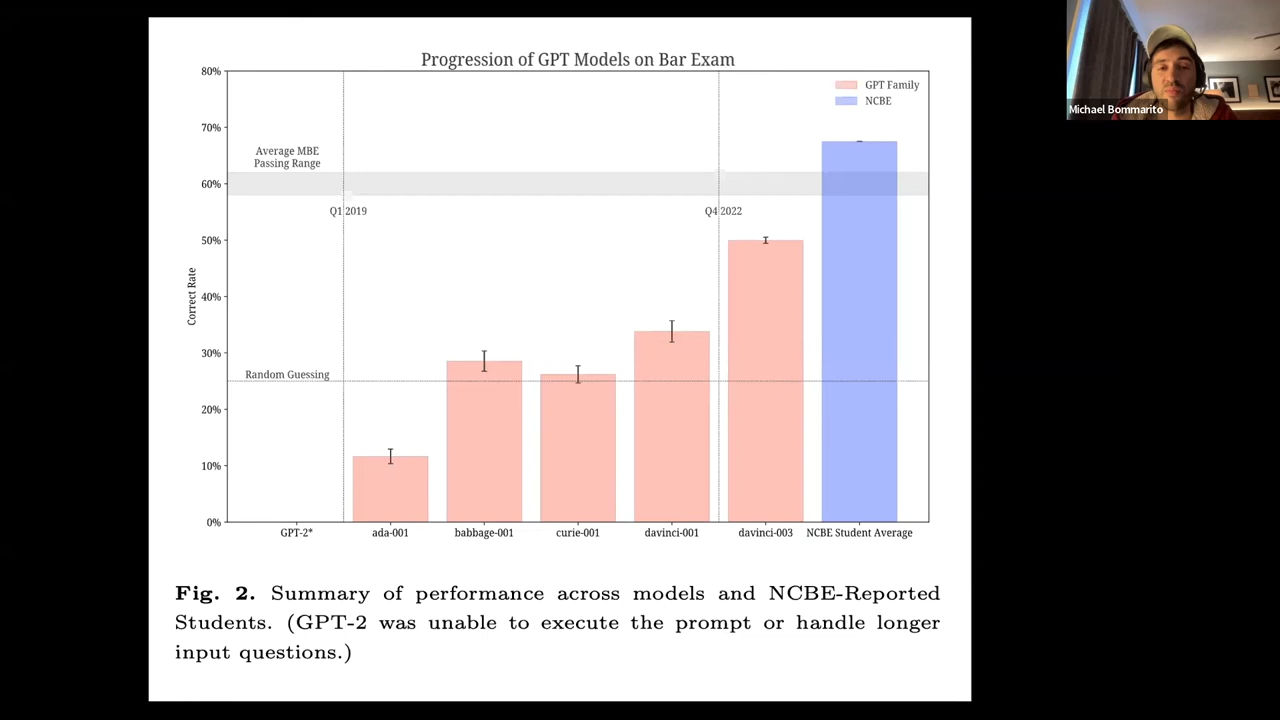 Progression of GPT Models on Bar Exam
GPT Family
NCBE
80%
70%
60%
50%
40%
30%
20%
10%
0%
Correct Rate
Average MBE
Passing Range
Q1 2019
Q4 2022
Random Guessing
GPT-2*
ada-001
babbage-001
curie-001
davinci-001
davinci-003
NCBE Student Average
Fig. 2. Summary of performance across models and NCBE-Reported
Students. (GPT-2 was unable to execute the prompt or handle longer
input questions.)
Michael Bommarito